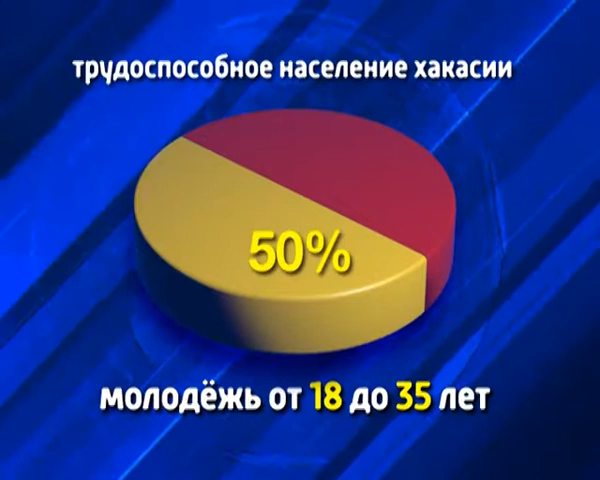 трудоспособное население хакасии
50%
молодёжь от 18 до 35 лет